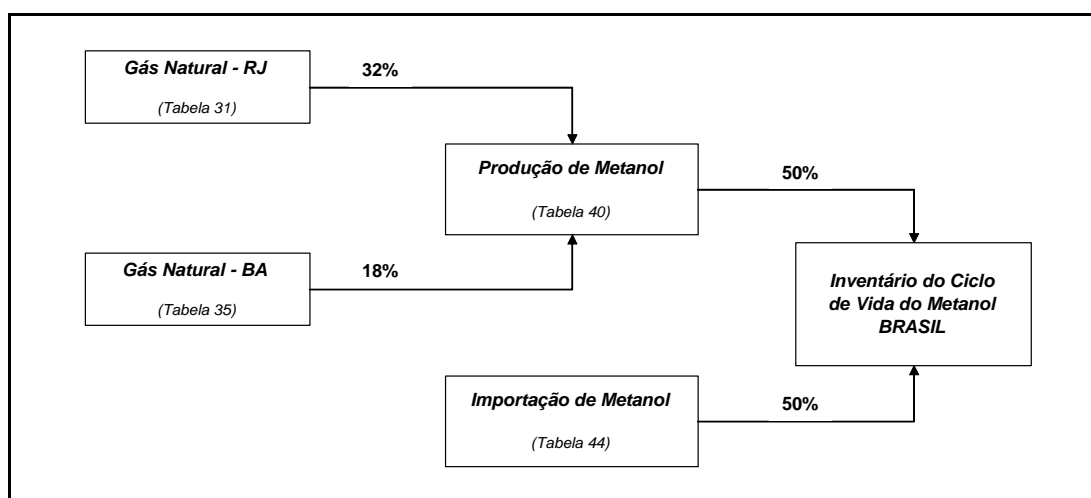 Gás Natural - RJ
(Tabela 31)
32%
Produção de Metanol
(Tabela 40)
50%
Gás Natural - BA
(Tabela 35)
18%
Inventário do Ciclo
de Vida do Metanol
BRASIL
Importação de Metanol
(Tabela 44)
50%